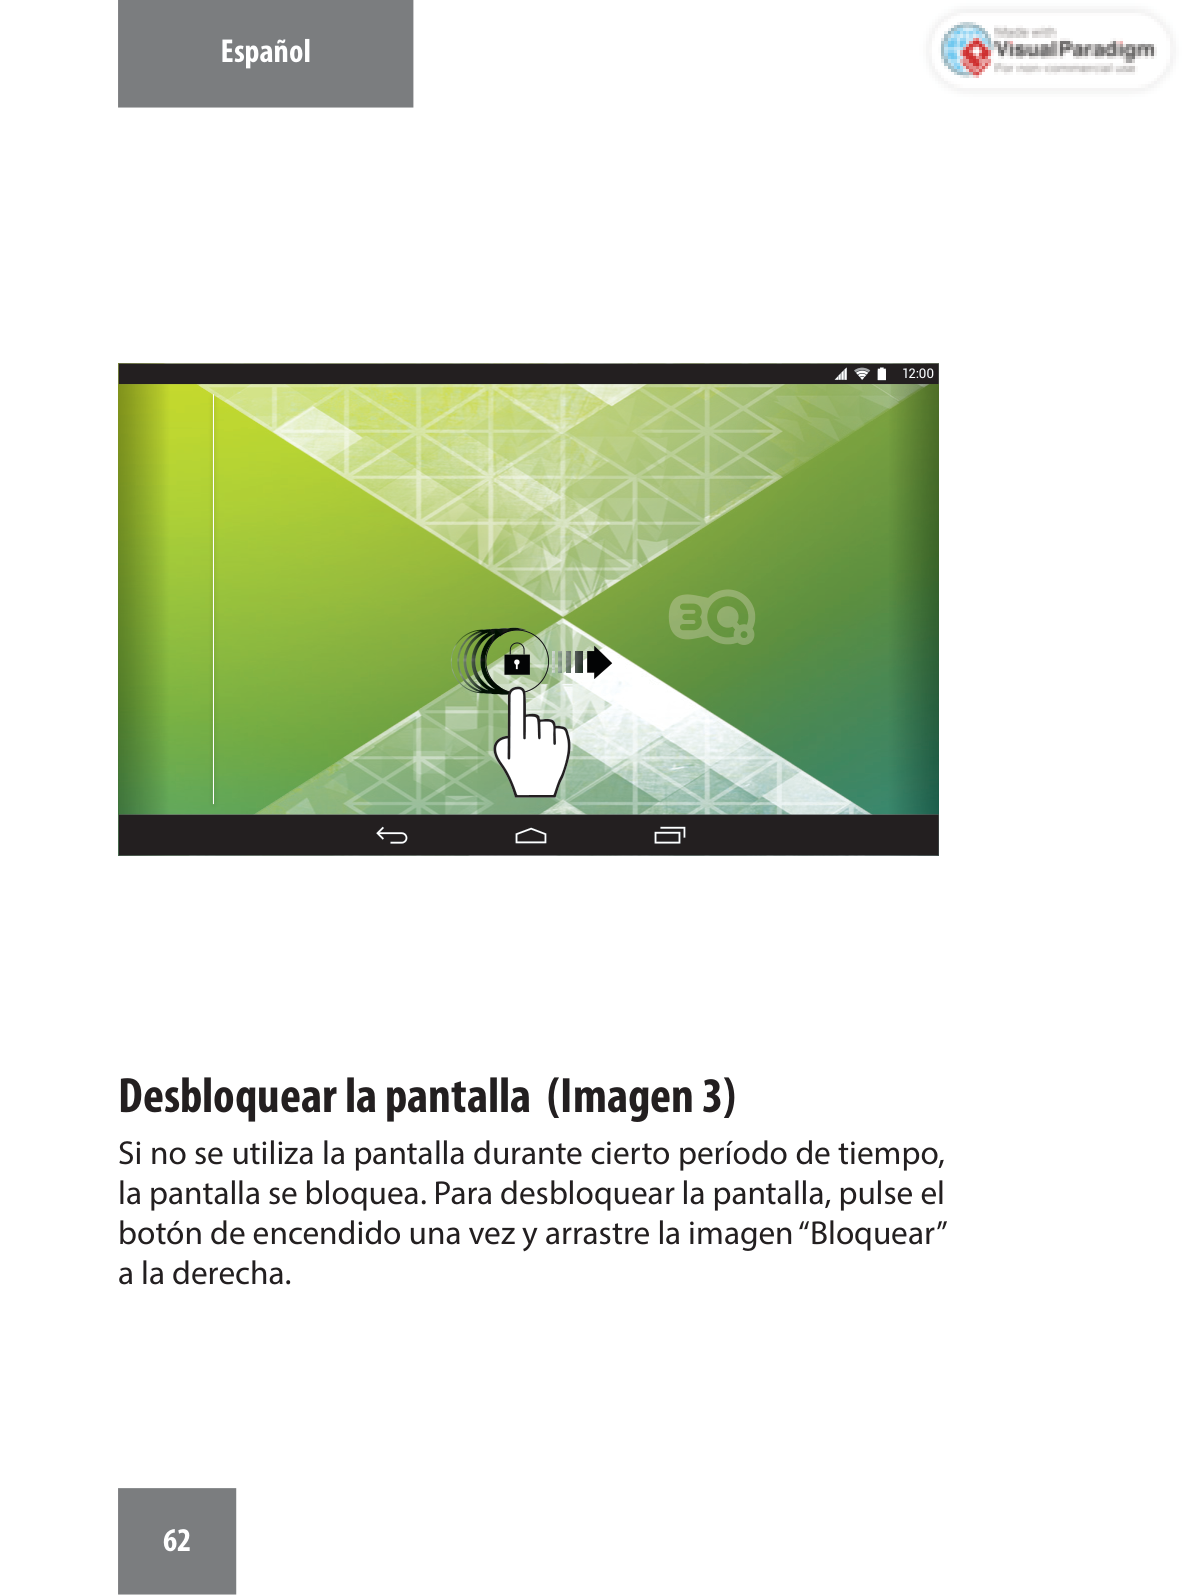 Español
Made with
Visual Paradigm
For non-commercial use
12:00
3Q
Desbloquear la pantalla (Imagen 3)
Si no se utiliza la pantalla durante cierto período de tiempo,
la pantalla se bloquea. Para desbloquear la pantalla, pulse el
botón de encendido una vez y arrastre la imagen “Bloquear”
a la derecha.
62